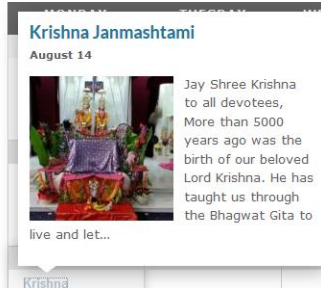 Krishna Janmashtami
August 14
Jay Shree Krishna
to all devotees,
More than 5000
years ago was the
birth of our beloved
Lord Krishna. He has
taught us through
the Bhagwat Gita to
live and let...
Krishna